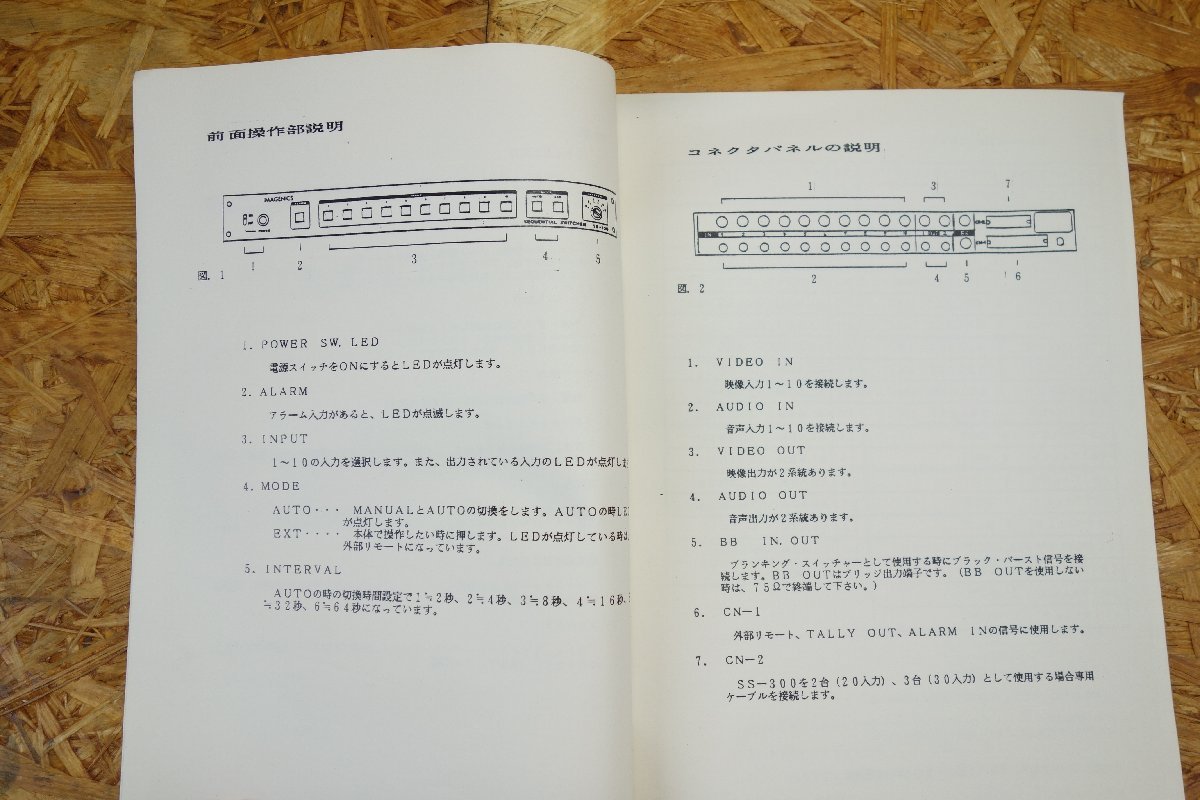 前面操作部説明
IMAGENICS
SEQUENTIAL SWITCHER
1
2
3
4
5
図. 1
1. POWER SW, LED
電源スイッチをONにするとLEDが点灯します。
2. ALARM
アラーム入力があると、LEDが点滅します。
3. INPUT
1〜10の入力を選択します。また、出力されている入力のLEDが点灯し
4. MODE
AUTO・・・ MANUALとAUTOの切換をします。AUTOの時LE
が点灯します。
EXT・・・・ 本体で操作したい時に押します。LEDが点灯している時は
外部リモートになっています。
5. INTERVAL
AUTOの時の切換時間設定で1≒2秒、2≒4秒、3≒8秒、4≒16秒、
≒32秒、6≒64秒になっています。
コネクタパネルの説明
1
3
7
IN 1 2 3 4 5 6 7 8 9
2
4
5
6
図. 2
1. VIDEO IN
映像入力1〜10を接続します。
2. AUDIO IN
音声入力1〜10を接続します。
3. VIDEO OUT
映像出力が2系統あります。
4. AUDIO OUT
音声出力が2系統あります。
5. BB IN, OUT
ブランキング・スイッチャーとして使用する時にブラック・バースト信号を接
続します。BB OUTはブリッジ出力端子です。(BB OUTを使用しない
時は、75Ωで終端して下さい。)
6. CN−1
外部リモート、TALLY OUT、ALARM INの信号に使用します。
7. CN−2
SS−300を2台(20入力)、3台(30入力)として使用する場合専用
ケーブルを接続します。